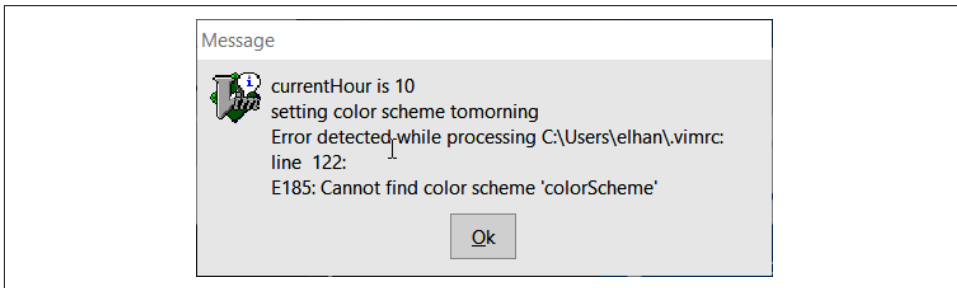 Message
currentHour is 10
setting color scheme tomorning
Error detected while processing C:\Users\elhan\.vimrc:
line  122:
E185: Cannot find color scheme 'colorScheme'
Ok